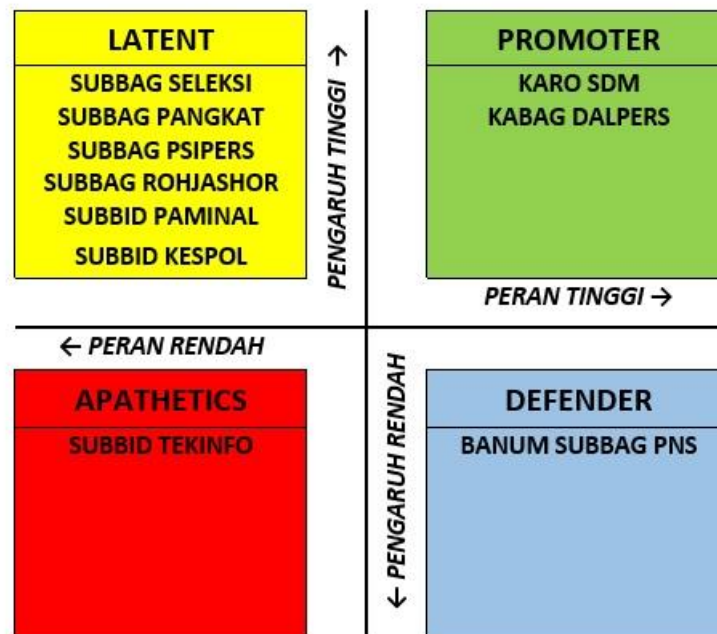 LATENT
SUBBAG SELEKSI
SUBBAG PANGKAT
SUBBAG PSIPERS
SUBBAG ROHJASHOR
SUBBID PAMINAL
SUBBID KESPOL
PENGARUH TINGGI →
PROMOTER
KARO SDM
KABAG DALPERS
PERAN TINGGI →
← PERAN RENDAH
APATHETICS
SUBBID TEKINFO
← PENGARUH RENDAH
DEFENDER
BANUM SUBBAG PNS